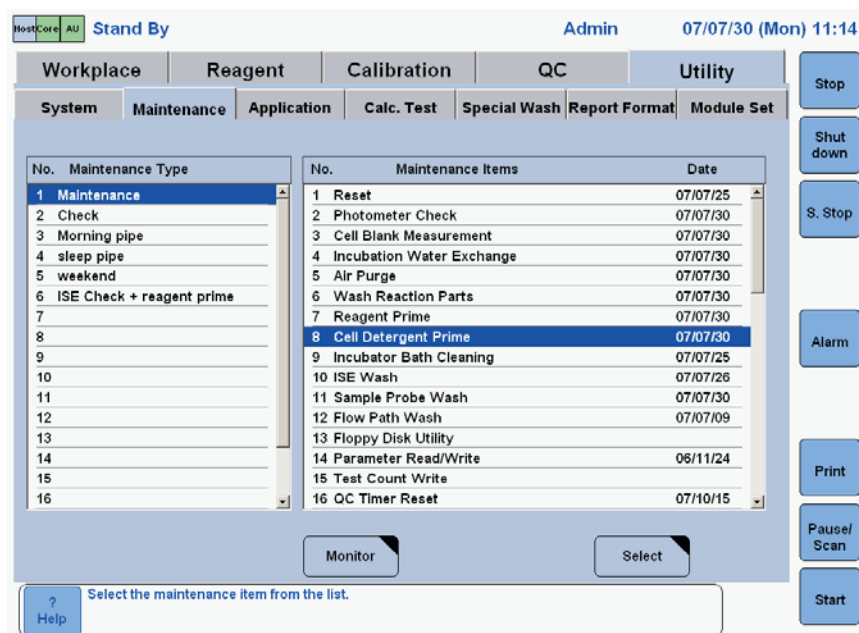 Host Core AU Stand By Admin 07/07/30 (Mon) 11:14
Workplace Reagent Calibration QC Utility
System Maintenance Application Calc. Test Special Wash Report Format Module Set
Stop
Shut down
S. Stop
Alarm
Print
Pause/ Scan
Start
No. Maintenance Type
1 Maintenance
2 Check
3 Morning pipe
4 sleep pipe
5 weekend
6 ISE Check + reagent prime
7
8
9
10
11
12
13
14
15
16
No. Maintenance Items Date
1 Reset 07/07/25
2 Photometer Check 07/07/30
3 Cell Blank Measurement 07/07/30
4 Incubation Water Exchange 07/07/30
5 Air Purge 07/07/30
6 Wash Reaction Parts 07/07/30
7 Reagent Prime 07/07/30
8 Cell Detergent Prime 07/07/30
9 Incubator Bath Cleaning 07/07/25
10 ISE Wash 07/07/26
11 Sample Probe Wash 07/07/30
12 Flow Path Wash 07/07/09
13 Floppy Disk Utility
14 Parameter Read/Write 06/11/24
15 Test Count Write
16 QC Timer Reset 07/10/15
Monitor Select
? Help
Select the maintenance item from the list.